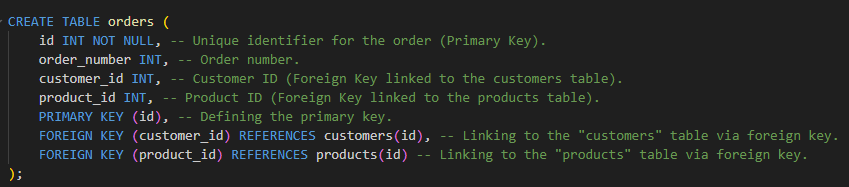 CREATE TABLE orders (
    id INT NOT NULL, -- Unique identifier for the order (Primary Key).
    order_number INT, -- Order number.
    customer_id INT, -- Customer ID (Foreign Key linked to the customers table).
    product_id INT, -- Product ID (Foreign Key linked to the products table).
    PRIMARY KEY (id), -- Defining the primary key.
    FOREIGN KEY (customer_id) REFERENCES customers(id), -- Linking to the "customers" table via foreign key.
    FOREIGN KEY (product_id) REFERENCES products(id) -- Linking to the "products" table via foreign key.
);